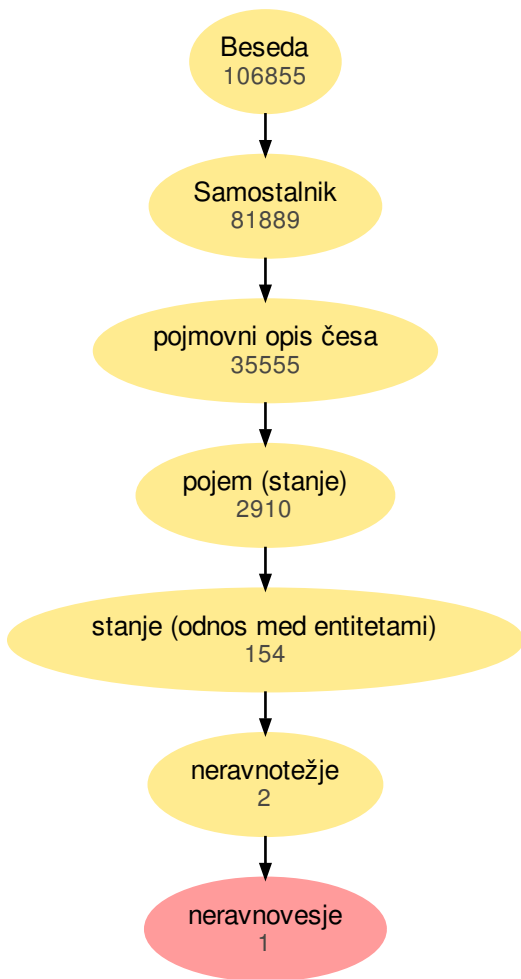 Beseda
106855
Samostalnik
81889
pojmovni opis česa
35555
pojem (stanje)
2910
stanje (odnos med entitetami)
154
neravnotežje
2
neravnovesje
1